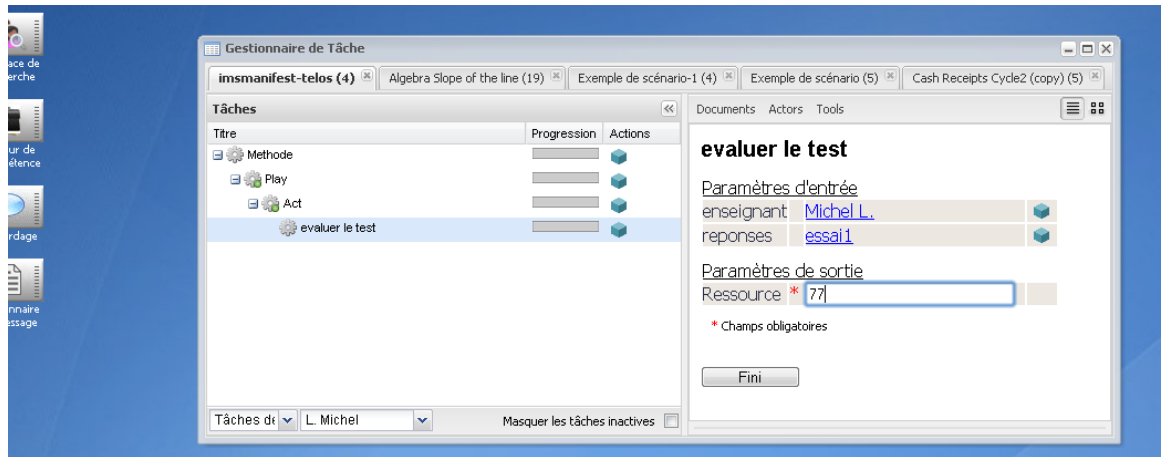 ace de
erche
ur de
étence
rdage
nnaire
essage
Gestionnaire de Tâche
imsmanifest-telos (4) Algebra Slope of the line (19) Exemple de scénario-1 (4) Exemple de scénario (5) Cash Receipts Cycle2 (copy) (5)
Tâches
Titre Progression Actions
Methode
Play
Act
evaluer le test
Tâches de L. Michel Masquer les tâches inactives
Documents Actors Tools
evaluer le test
Paramètres d'entrée
enseignant Michel L.
reponses essai1
Paramètres de sortie
Ressource * 77
* Champs obligatoires
Fini